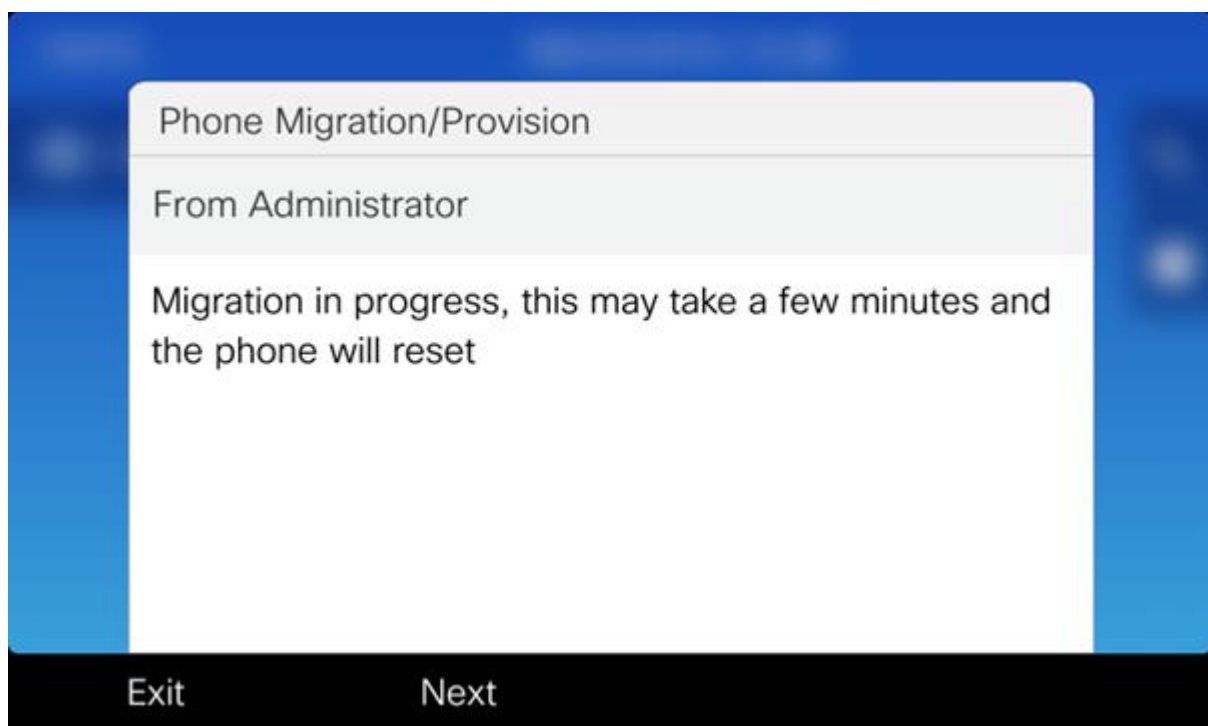 Phone Migration/Provision
From Administrator
Migration in progress, this may take a few minutes and
the phone will reset
Exit
Next